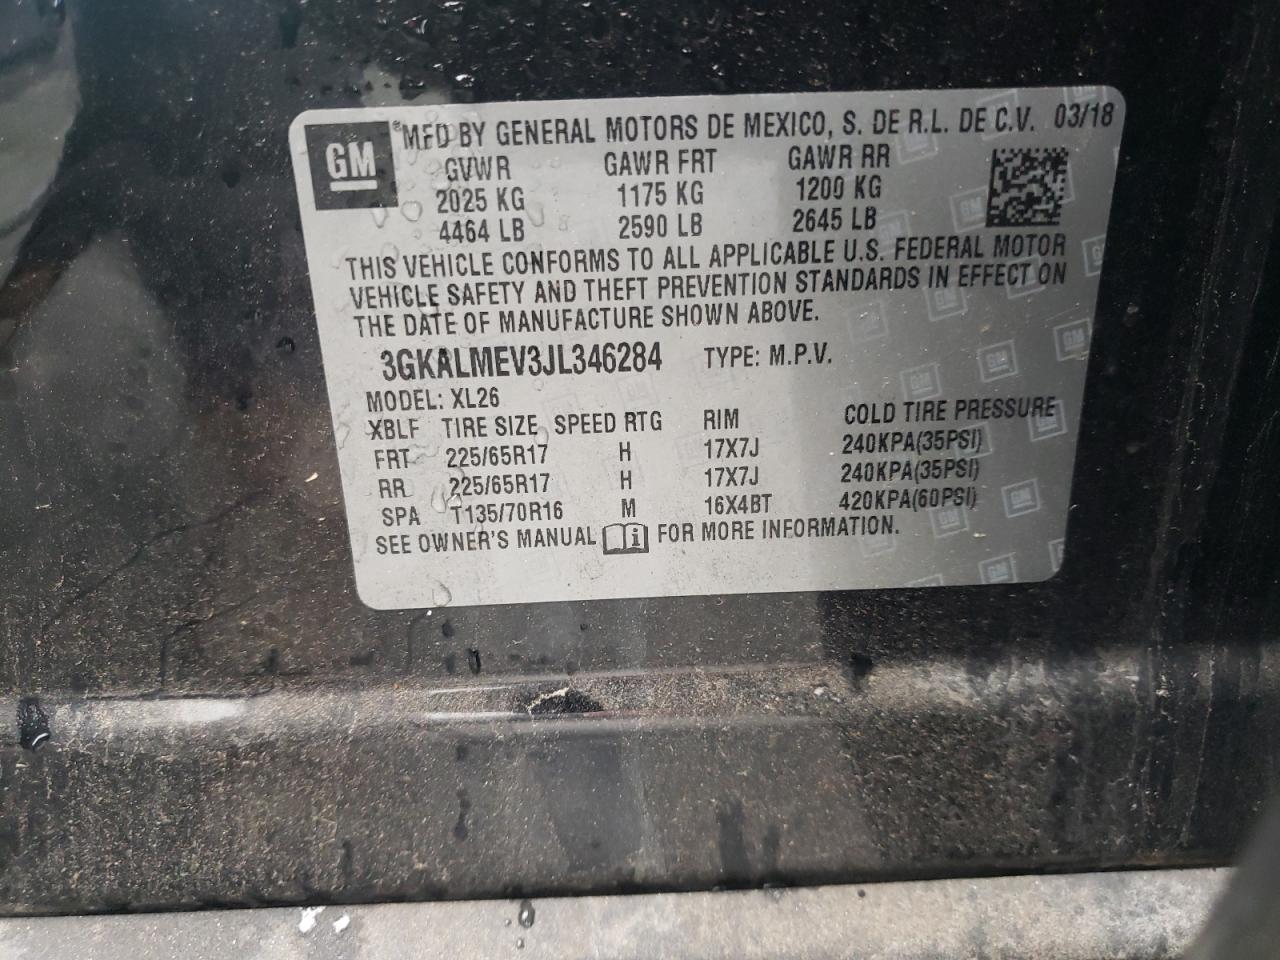 GM
®MFD BY GENERAL MOTORS DE MEXICO, S. DE R.L. DE C.V. 03/18
GVWR GAWR FRT GAWR RR
2025 KG 1175 KG 1200 KG
4464 LB 2590 LB 2645 LB
THIS VEHICLE CONFORMS TO ALL APPLICABLE U.S. FEDERAL MOTOR
VEHICLE SAFETY AND THEFT PREVENTION STANDARDS IN EFFECT ON
THE DATE OF MANUFACTURE SHOWN ABOVE.
3GKALMEV3JL346284 TYPE: M.P.V.
MODEL: XL26
XBLF TIRE SIZE SPEED RTG RIM COLD TIRE PRESSURE
FRT 225/65R17 H 17X7J 240KPA(35PSI)
RR 225/65R17 H 17X7J 240KPA(35PSI)
SPA T135/70R16 M 16X4BT 420KPA(60PSI)
SEE OWNER'S MANUAL i FOR MORE INFORMATION.